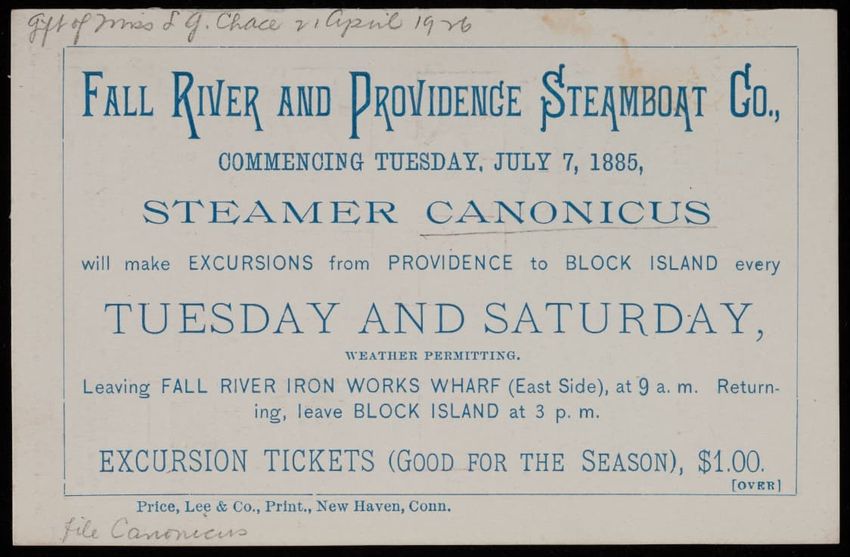 Gift of Miss L G. Chace 21 April 1926
FALL RIVER AND PROVIDENCE STEAMBOAT CO.,
COMMENCING TUESDAY, JULY 7, 1885,
STEAMER CANONICUS
will make EXCURSIONS from PROVIDENCE to BLOCK ISLAND every
TUESDAY AND SATURDAY,
WEATHER PERMITTING.
Leaving FALL RIVER IRON WORKS WHARF (East Side), at 9 a. m. Return-
ing, leave BLOCK ISLAND at 3 p. m.
EXCURSION TICKETS (GOOD FOR THE SEASON), $1.00.
[OVER]
Price, Lee & Co., Print., New Haven, Conn.
file Canonicus